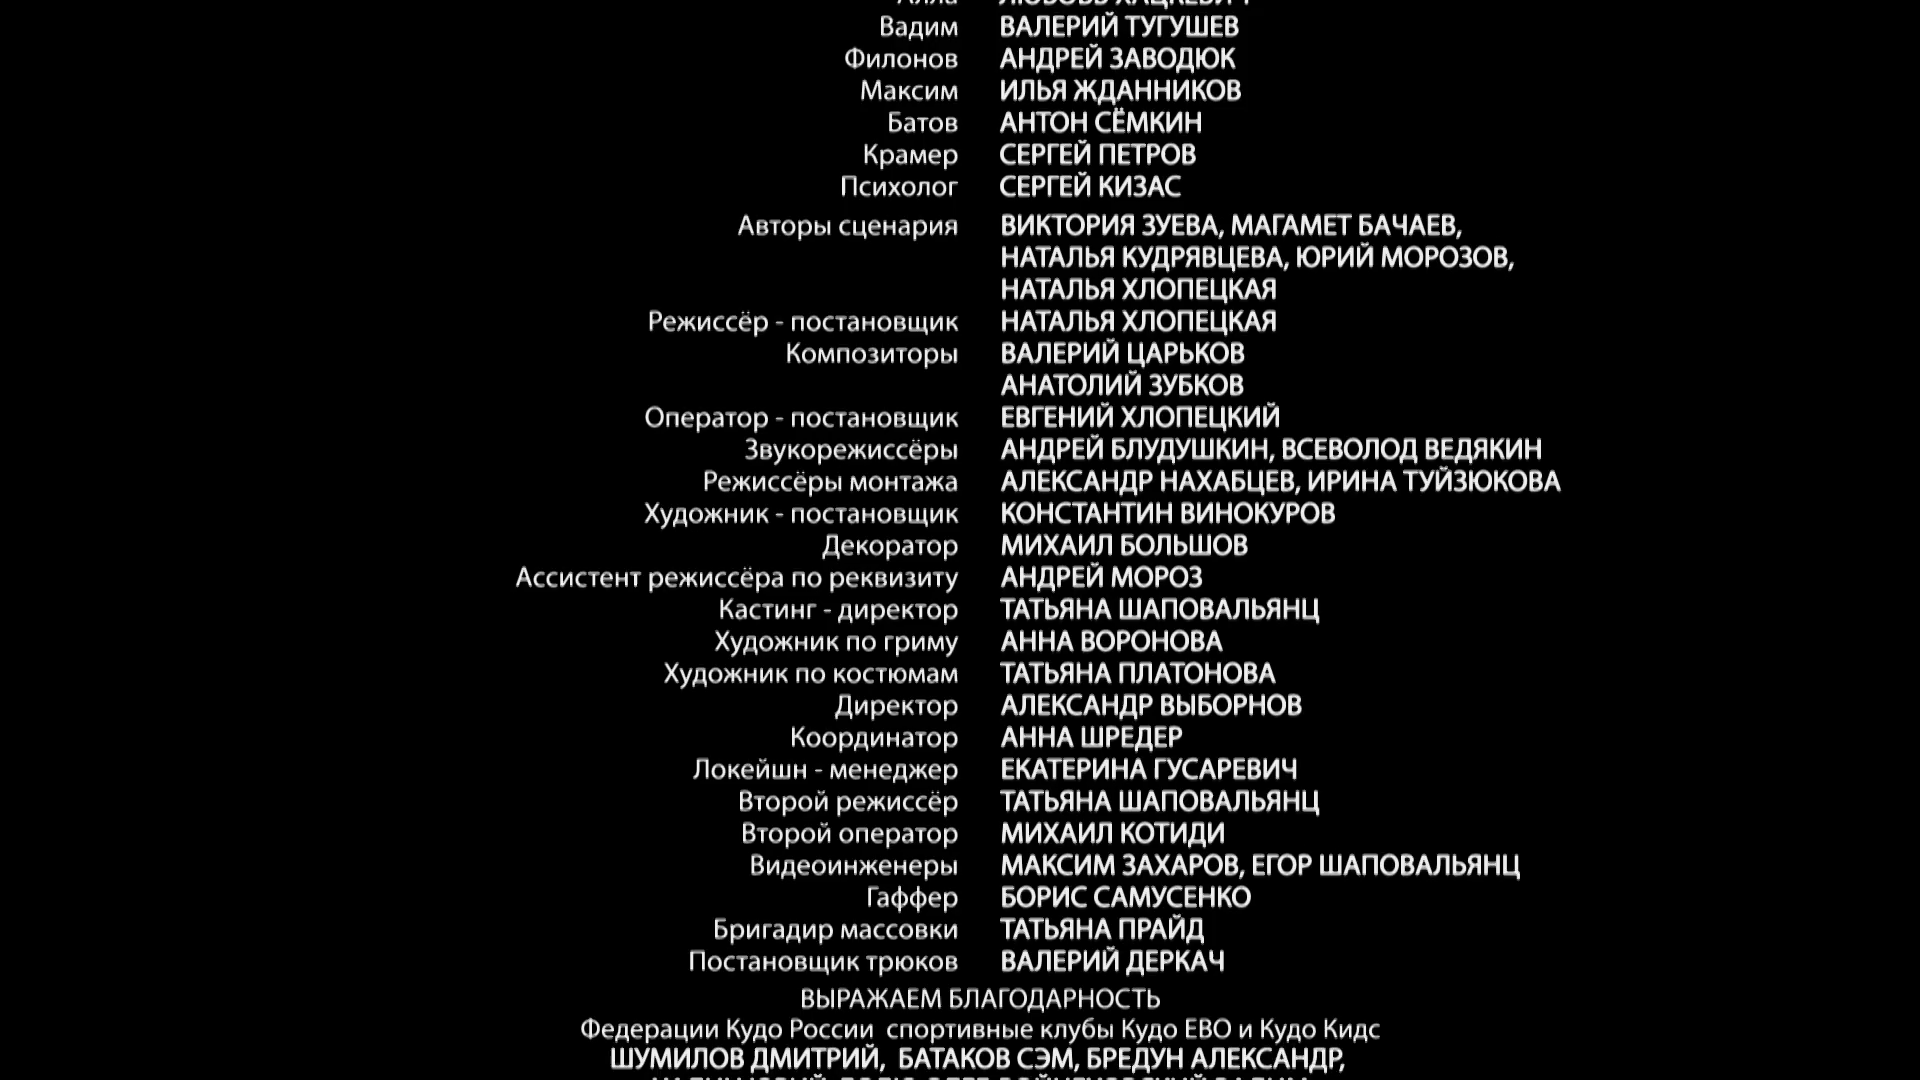 Вадим ВАЛЕРИЙ ТУГУШЕВ
Филонов АНДРЕЙ ЗАВОДЮК
Максим ИЛЬЯ ЖДАННИКОВ
Батов АНТОН СЁМКИН
Крамер СЕРГЕЙ ПЕТРОВ
Психолог СЕРГЕЙ КИЗАС
Авторы сценария ВИКТОРИЯ ЗУЕВА, МАГАМЕТ БАЧАЕВ,
НАТАЛЬЯ КУДРЯВЦЕВА, ЮРИЙ МОРОЗОВ,
НАТАЛЬЯ ХЛОПЕЦКАЯ
Режиссёр - постановщик НАТАЛЬЯ ХЛОПЕЦКАЯ
Композиторы ВАЛЕРИЙ ЦАРЬКОВ
АНАТОЛИЙ ЗУБКОВ
Оператор - постановщик ЕВГЕНИЙ ХЛОПЕЦКИЙ
Звукорежиссёры АНДРЕЙ БЛУДУШКИН, ВСЕВОЛОД ВЕДЯКИН
Режиссёры монтажа АЛЕКСАНДР НАХАБЦЕВ, ИРИНА ТУЙЗЮКОВА
Художник - постановщик КОНСТАНТИН ВИНОКУРОВ
Декоратор МИХАИЛ БОЛЬШОВ
Ассистент режиссёра по реквизиту АНДРЕЙ МОРОЗ
Кастинг - директор ТАТЬЯНА ШАПОВАЛЬЯНЦ
Художник по гриму АННА ВОРОНОВА
Художник по костюмам ТАТЬЯНА ПЛАТОНОВА
Директор АЛЕКСАНДР ВЫБОРНОВ
Координатор АННА ШРЕДЕР
Локейшн - менеджер ЕКАТЕРИНА ГУСАРЕВИЧ
Второй режиссёр ТАТЬЯНА ШАПОВАЛЬЯНЦ
Второй оператор МИХАИЛ КОТИДИ
Видеоинженеры МАКСИМ ЗАХАРОВ, ЕГОР ШАПОВАЛЬЯНЦ
Гаффер БОРИС САМУСЕНКО
Бригадир массовки ТАТЬЯНА ПРАЙД
Постановщик трюков ВАЛЕРИЙ ДЕРКАЧ
ВЫРАЖАЕМ БЛАГОДАРНОСТЬ
Федерации Кудо России спортивные клубы Кудо ЕВО и Кудо Кидс
ШУМИЛОВ ДМИТРИЙ, БАТАКОВ СЭМ, БРЕДУН АЛЕКСАНДР,